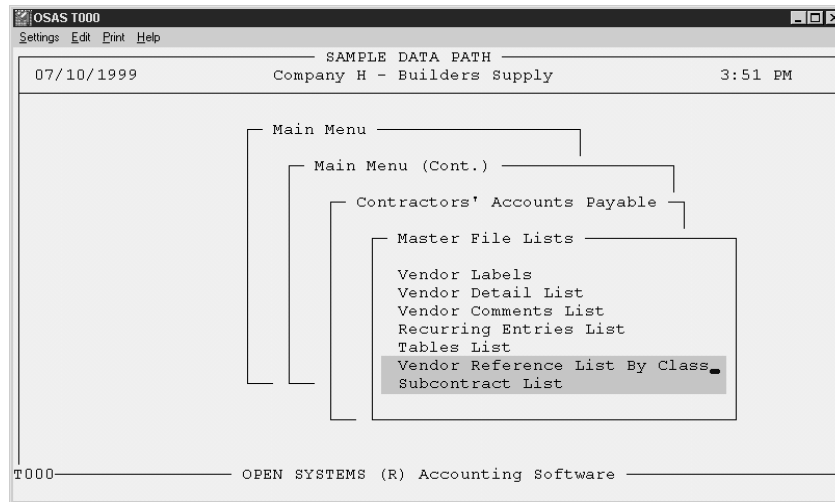 OSAS T000
Settings Edit Print Help
SAMPLE DATA PATH
07/10/1999 Company H - Builders Supply 3:51 PM
Main Menu
Main Menu (Cont.)
Contractors' Accounts Payable
Master File Lists
Vendor Labels
Vendor Detail List
Vendor Comments List
Recurring Entries List
Tables List
Vendor Reference List By Class
Subcontract List
T000 OPEN SYSTEMS (R) Accounting Software